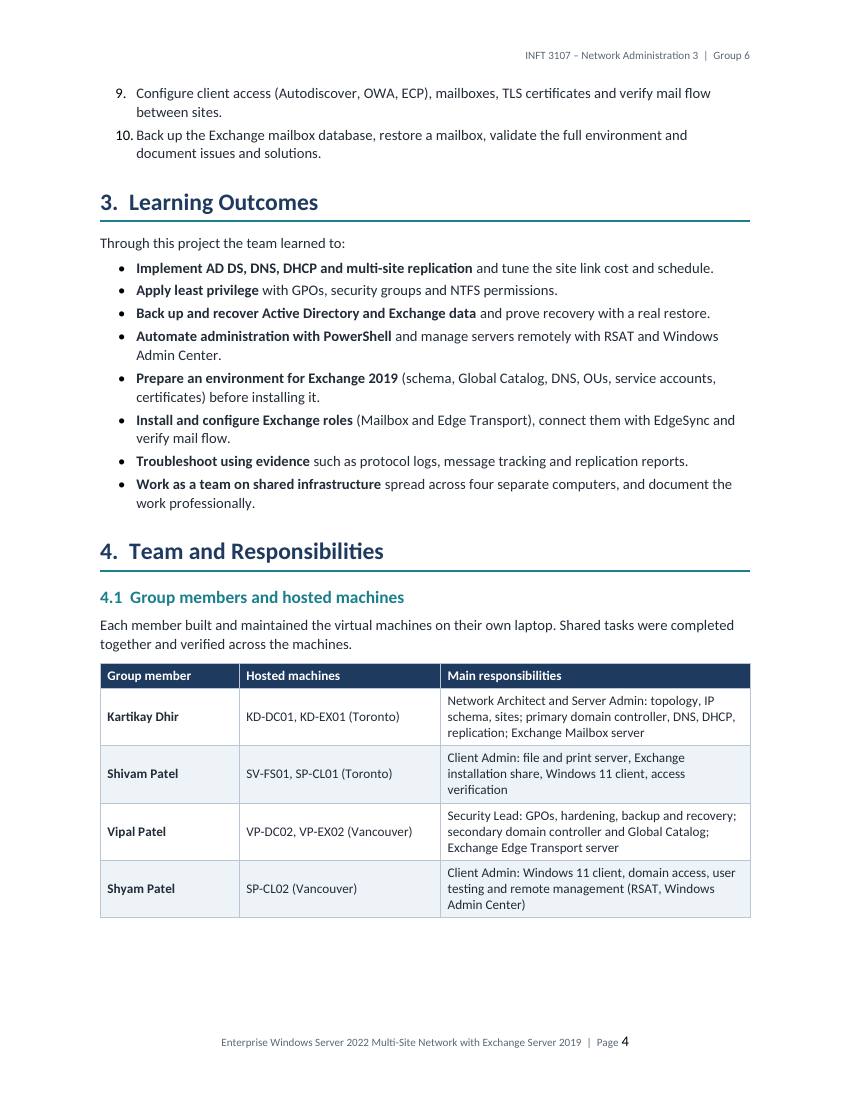 INFT 3107 – Network Administration 3 | Group 6
9. Configure client access (Autodiscover, OWA, ECP), mailboxes, TLS certificates and verify mail flow
between sites.
10. Back up the Exchange mailbox database, restore a mailbox, validate the full environment and
document issues and solutions.
3. Learning Outcomes
Through this project the team learned to:
• Implement AD DS, DNS, DHCP and multi-site replication and tune the site link cost and schedule.
• Apply least privilege with GPOs, security groups and NTFS permissions.
• Back up and recover Active Directory and Exchange data and prove recovery with a real restore.
• Automate administration with PowerShell and manage servers remotely with RSAT and Windows
Admin Center.
• Prepare an environment for Exchange 2019 (schema, Global Catalog, DNS, OUs, service accounts,
certificates) before installing it.
• Install and configure Exchange roles (Mailbox and Edge Transport), connect them with EdgeSync and
verify mail flow.
• Troubleshoot using evidence such as protocol logs, message tracking and replication reports.
• Work as a team on shared infrastructure spread across four separate computers, and document the
work professionally.
4. Team and Responsibilities
4.1 Group members and hosted machines
Each member built and maintained the virtual machines on their own laptop. Shared tasks were completed
together and verified across the machines.
Group member Hosted machines Main responsibilities
Kartikay Dhir KD-DC01, KD-EX01 (Toronto) Network Architect and Server Admin: topology, IP
schema, sites; primary domain controller, DNS, DHCP,
replication; Exchange Mailbox server
Shivam Patel SV-FS01, SP-CL01 (Toronto) Client Admin: file and print server, Exchange
installation share, Windows 11 client, access
verification
Vipal Patel VP-DC02, VP-EX02 (Vancouver) Security Lead: GPOs, hardening, backup and recovery;
secondary domain controller and Global Catalog;
Exchange Edge Transport server
Shyam Patel SP-CL02 (Vancouver) Client Admin: Windows 11 client, domain access, user
testing and remote management (RSAT, Windows
Admin Center)
Enterprise Windows Server 2022 Multi-Site Network with Exchange Server 2019 | Page 4